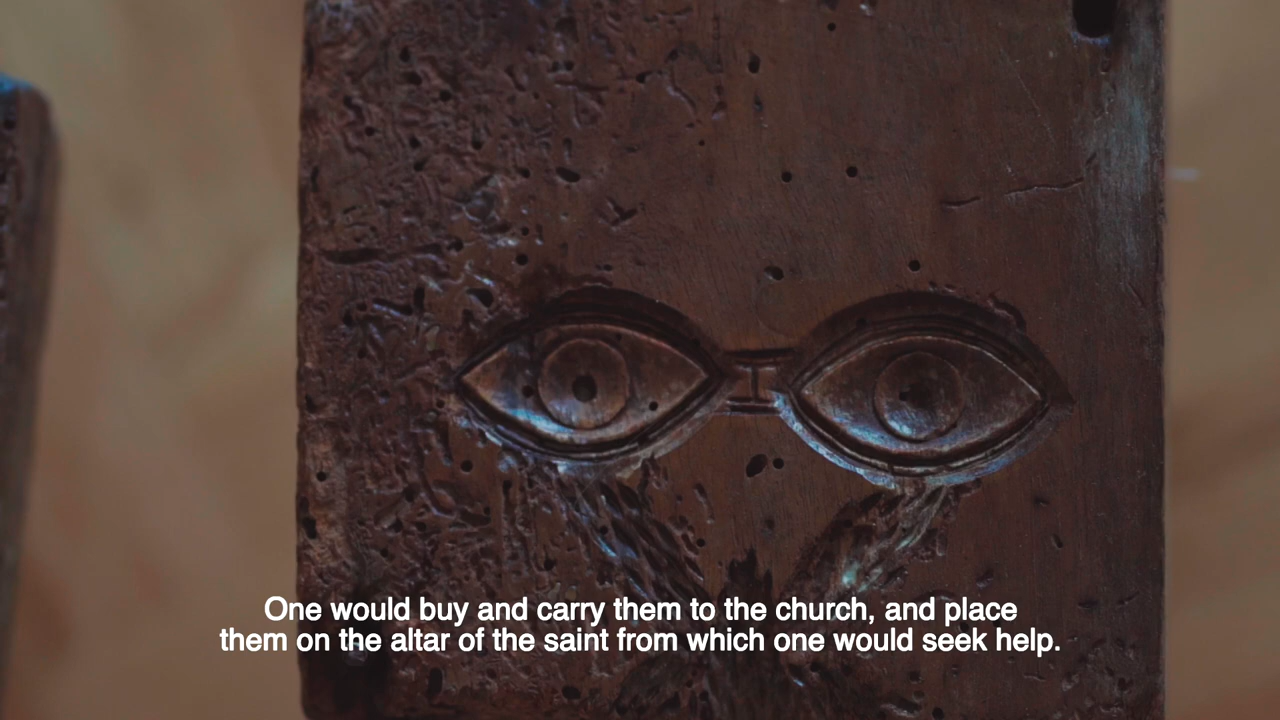 One would buy and carry them to the church, and place
them on the altar of the saint from which one would seek help.